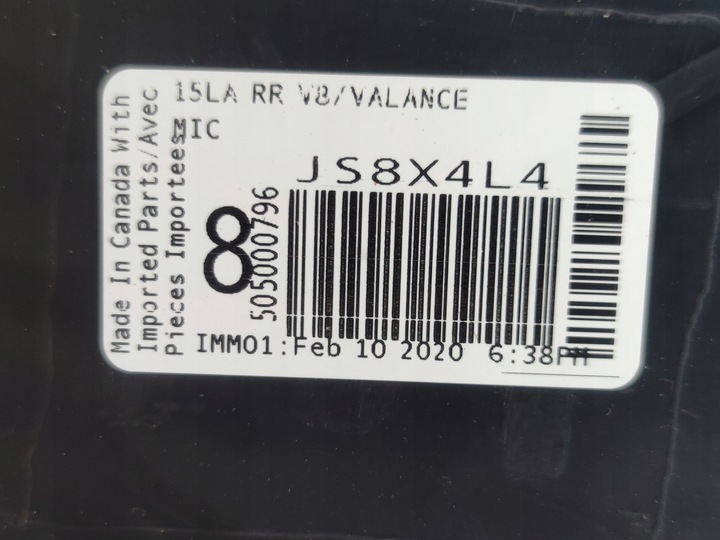 15LA RR V8/VALANCE
MIC
JS8X4L4
8
505000796
IMM01:Feb 10 2020 6:38PM
Made In Canada With
Imported Parts/Avec
Pieces Importees